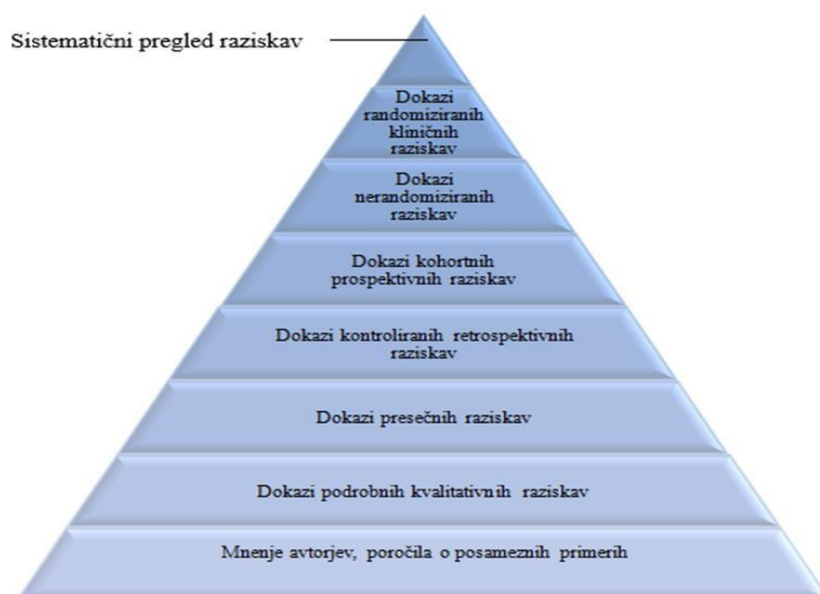 Sistematični pregled raziskav
Dokazi
randomiziranih
kliničnih
raziskav
Dokazi
nerandomiziranih
raziskav
Dokazi kohortnih
prospektivnih raziskav
Dokazi kontroliranih retrospektivnih
raziskav
Dokazi presečnih raziskav
Dokazi podrobnih kvalitativnih raziskav
Mnenje avtorjev, poročila o posameznih primerih